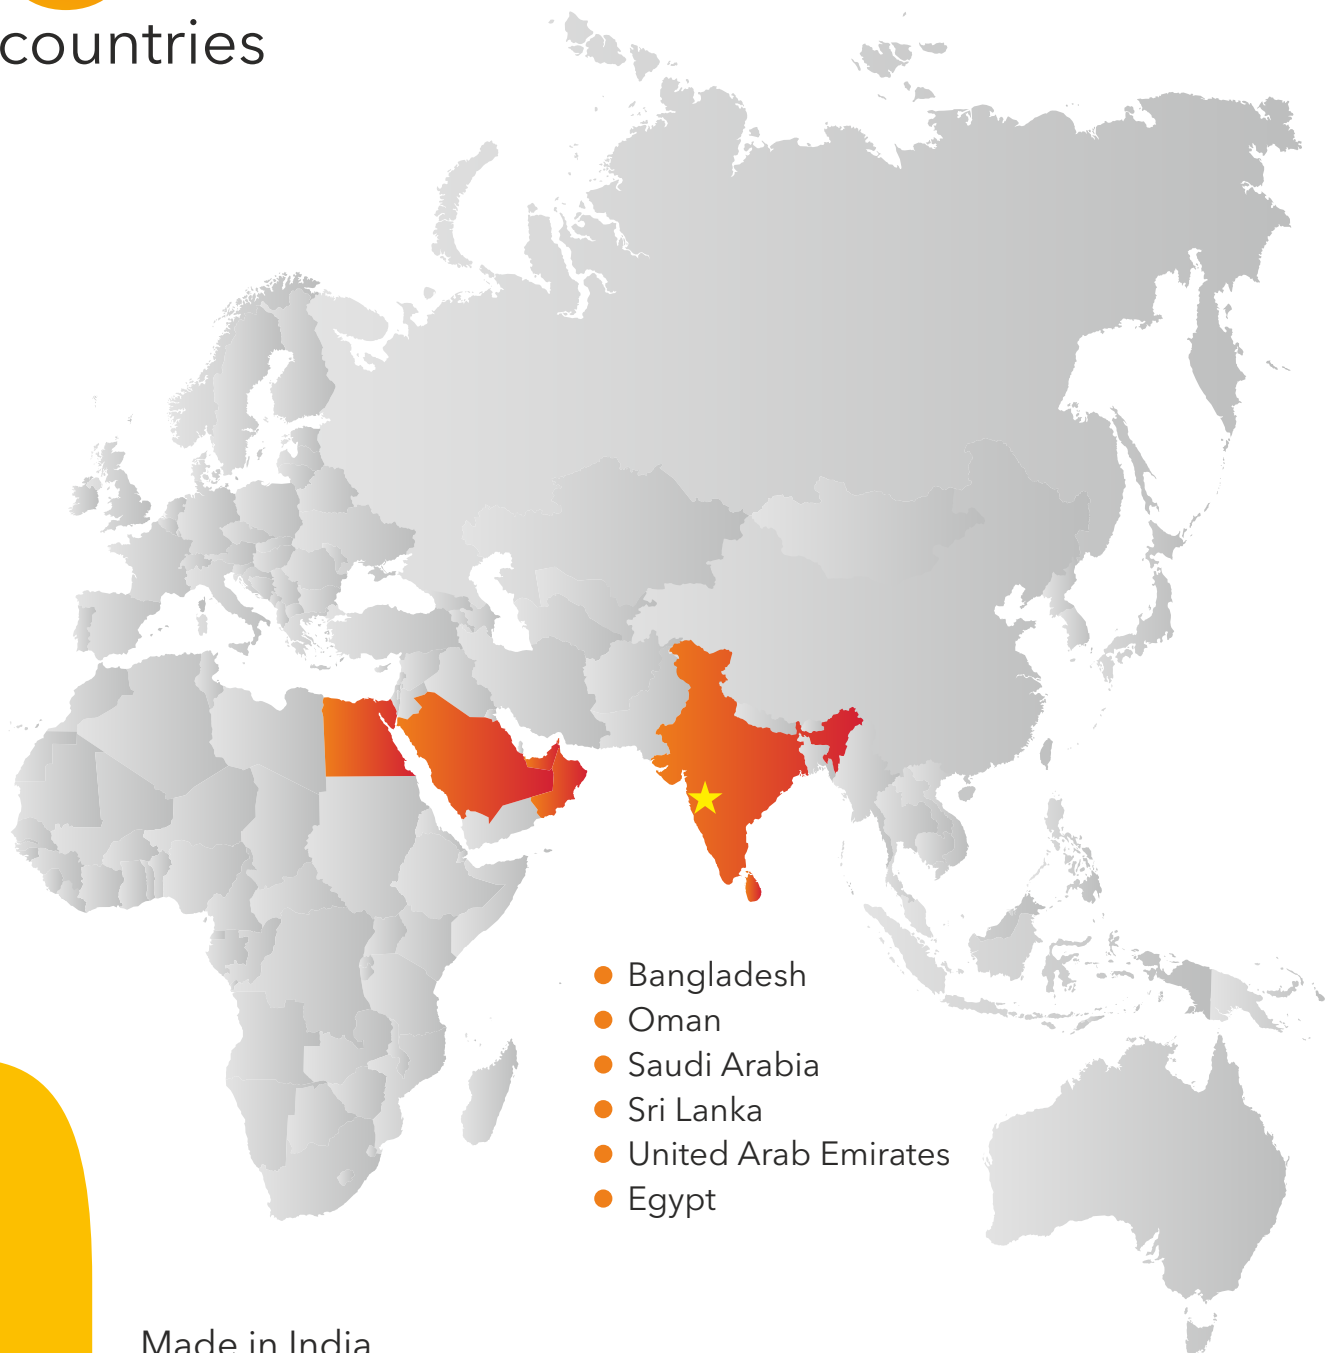 countries
Bangladesh
Oman
Saudi Arabia
Sri Lanka
United Arab Emirates
Egypt
Made in India